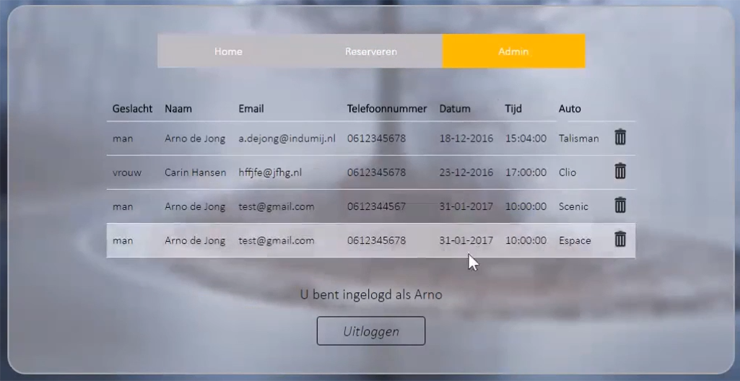 Home Reserveren Admin
Geslacht Naam Email Telefoonnummer Datum Tijd Auto
man Arno de Jong a.dejong@indumij.nl 0612345678 18-12-2016 15:04:00 Talisman
vrouw Carin Hansen hffjfe@jfhg.nl 0612345678 23-12-2016 17:00:00 Clio
man Arno de Jong test@gmail.com 0612344567 31-01-2017 10:00:00 Scenic
man Arno de Jong test@gmail.com 0612345678 31-01-2017 10:00:00 Espace
U bent ingelogd als Arno
Uitloggen